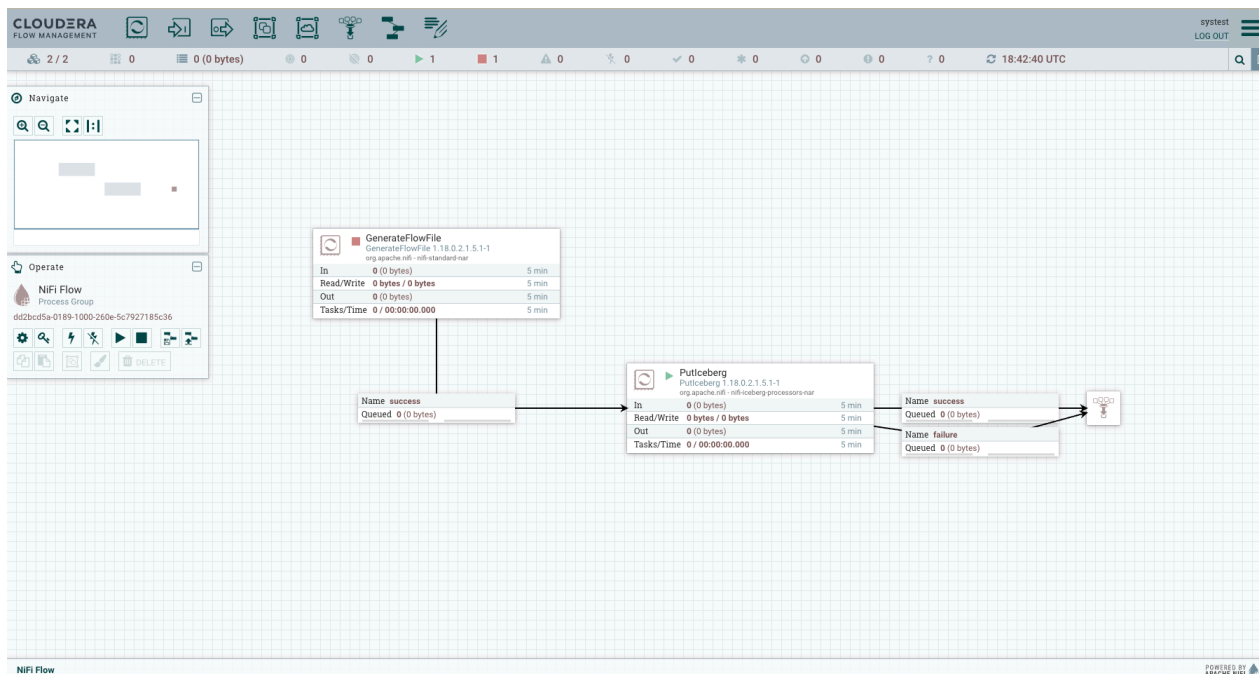 CLOUDERA
FLOW MANAGEMENT
systest
LOG OUT
2 / 2 0 0 (0 bytes) 0 0 1 1 0 0 0 0 0 0 ? 0 18:42:40 UTC
Navigate
Operate
NiFi Flow
Process Group
dd2bcd5a-0189-1000-260e-5c7927185c36
DELETE
GenerateFlowFile
GenerateFlowFile 1.18.0.2.1.5.1-1
org.apache.nifi - nifi-standard-nar
In 0 (0 bytes) 5 min
Read/Write 0 bytes / 0 bytes 5 min
Out 0 (0 bytes) 5 min
Tasks/Time 0 / 00:00:00.000 5 min
Name success
Queued 0 (0 bytes)
PutIceberg
PutIceberg 1.18.0.2.1.5.1-1
org.apache.nifi - nifi-iceberg-processors-nar
In 0 (0 bytes) 5 min
Read/Write 0 bytes / 0 bytes 5 min
Out 0 (0 bytes) 5 min
Tasks/Time 0 / 00:00:00.000 5 min
Name success
Queued 0 (0 bytes)
Name failure
Queued 0 (0 bytes)
NiFi Flow
POWERED BY
APACHE NIFI